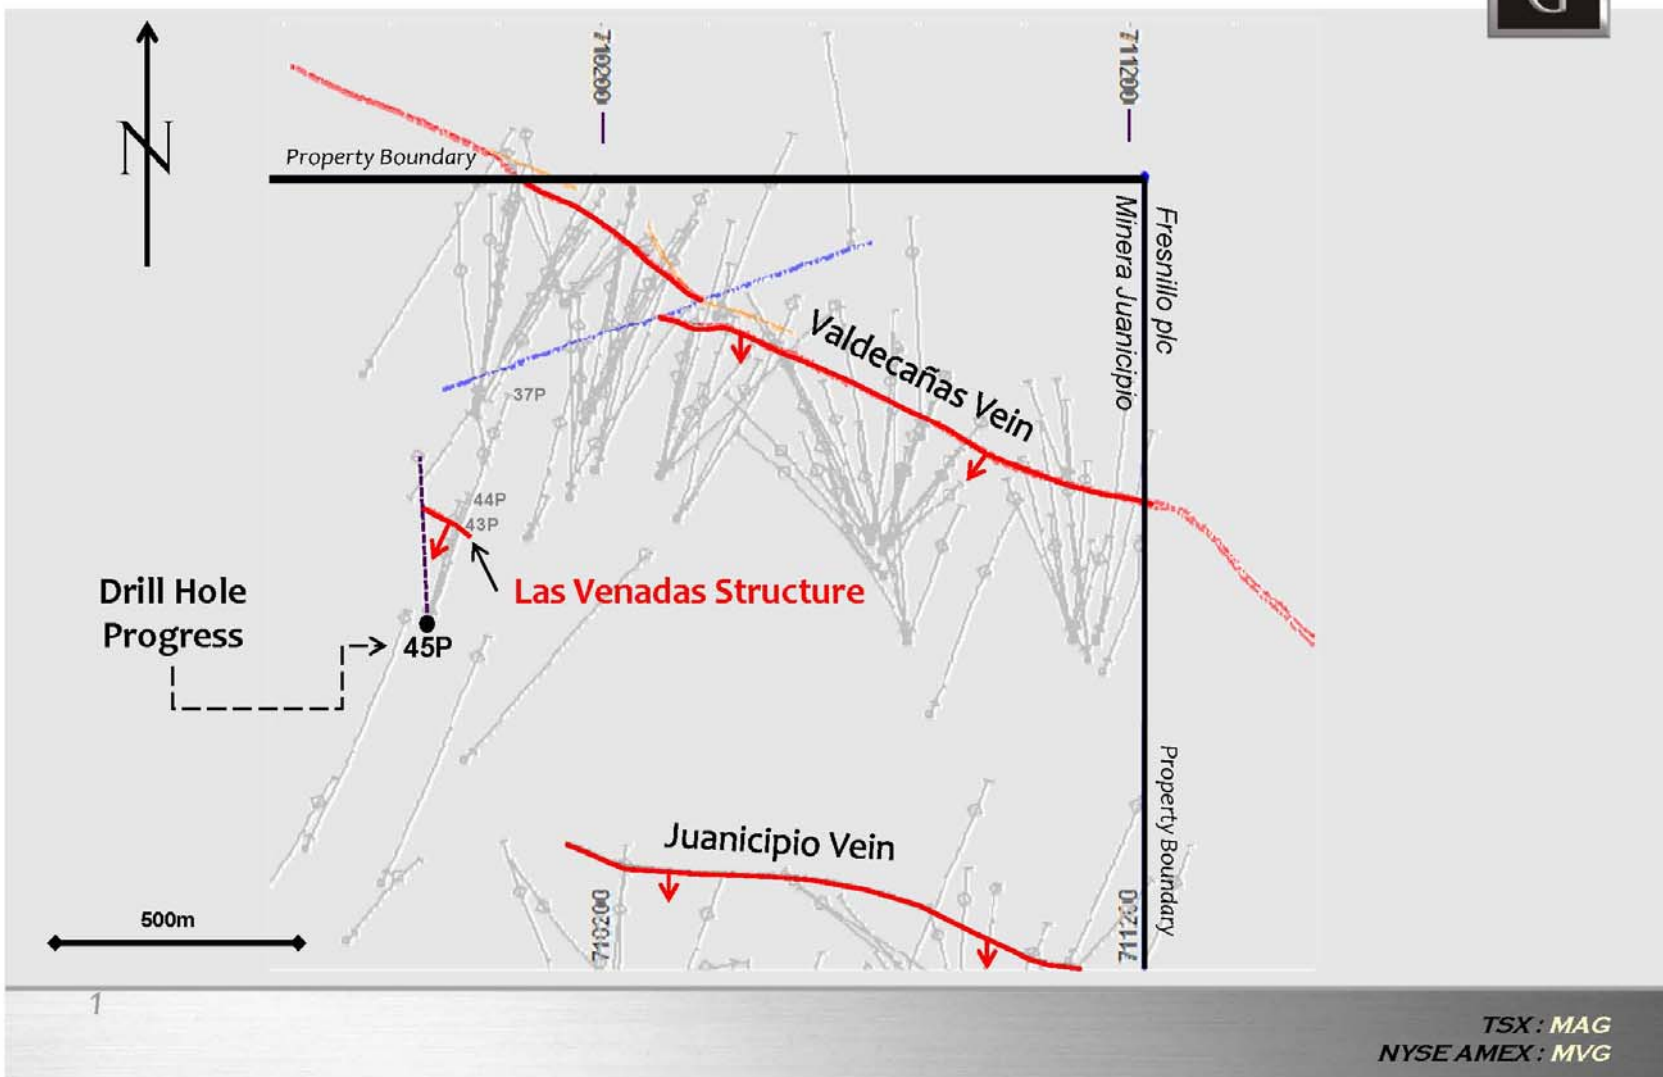 G
710200
711200
N
Property Boundary
Fresnillo plc
Minera Juanicipio
Valdecañas Vein
37P
44P
43P
Las Venadas Structure
Drill Hole
Progress
45P
Juanicipio Vein
Property Boundary
710200
711200
500m
1
TSX : MAG
NYSE AMEX : MVG